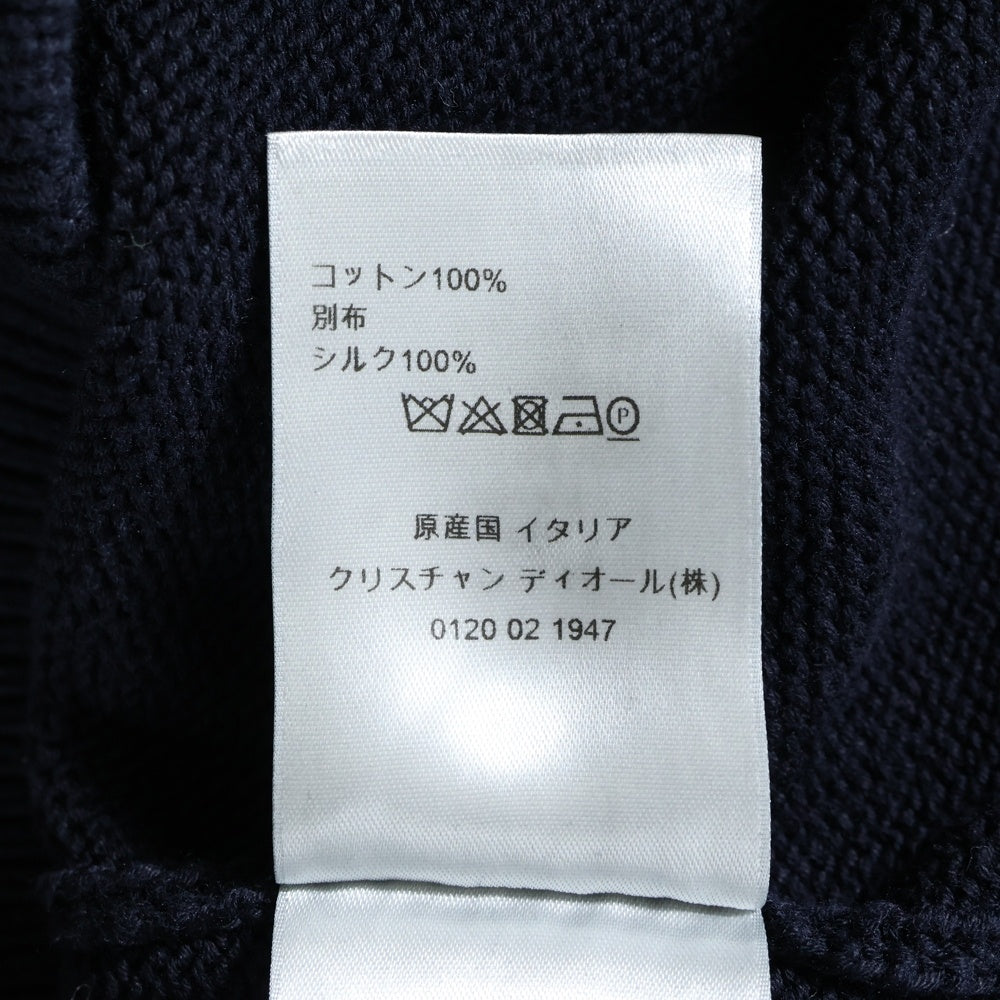 コットン100%
別布
シルク100%
P
原産国 イタリア
クリスチャン ディオール(株)
0120 02 1947